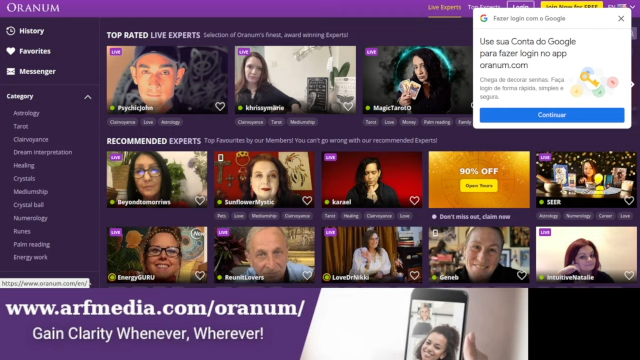 ORANUM
Live Experts
Top Experts
Login
Join Now for FREE
EN
History
Favorites
Messenger
Category
Astrology
Tarot
Clairvoyance
Dream Interpretation
Healing
Crystals
Mediumship
Crystal ball
Numerology
Runes
Palm reading
Energy work
https://www.oranum.com/en/
TOP RATED LIVE EXPERTS Selection of Oranum's finest, award winning Experts!
LIVE
PsychicJohn
Clairvoyance Love Astrology
LIVE
khrissymarie
Clairvoyance Tarot Mediumship
LIVE
MagicTarotO
Tarot Love Money Palm reading Family
Fazer login com o Google
Use sua Conta do Google
para fazer login no app
oranum.com
Chega de decorar senhas. Faça
login de forma rápida, simples e
segura.
Continuar
RECOMMENDED EXPERTS Top Favourites by our Members! You can't go wrong with our recommended Experts!
LIVE
Beyondtomorriws
SunflowerMystic
Pets Love Mediumship Clairvoyance
LIVE
karael
Tarot Healing Clairvoyance Love
90% OFF
Don't miss out, claim now
LIVE
SEER
Astrology Numerology Career Love
LIVE
New
EnergyGURU
LIVE
ReunitLovers
LIVE
LoveDrNikki
Geneb
LIVE
IntuitiveNatalie
www.arfmedia.com/oranum/
Gain Clarity Whenever, Wherever!